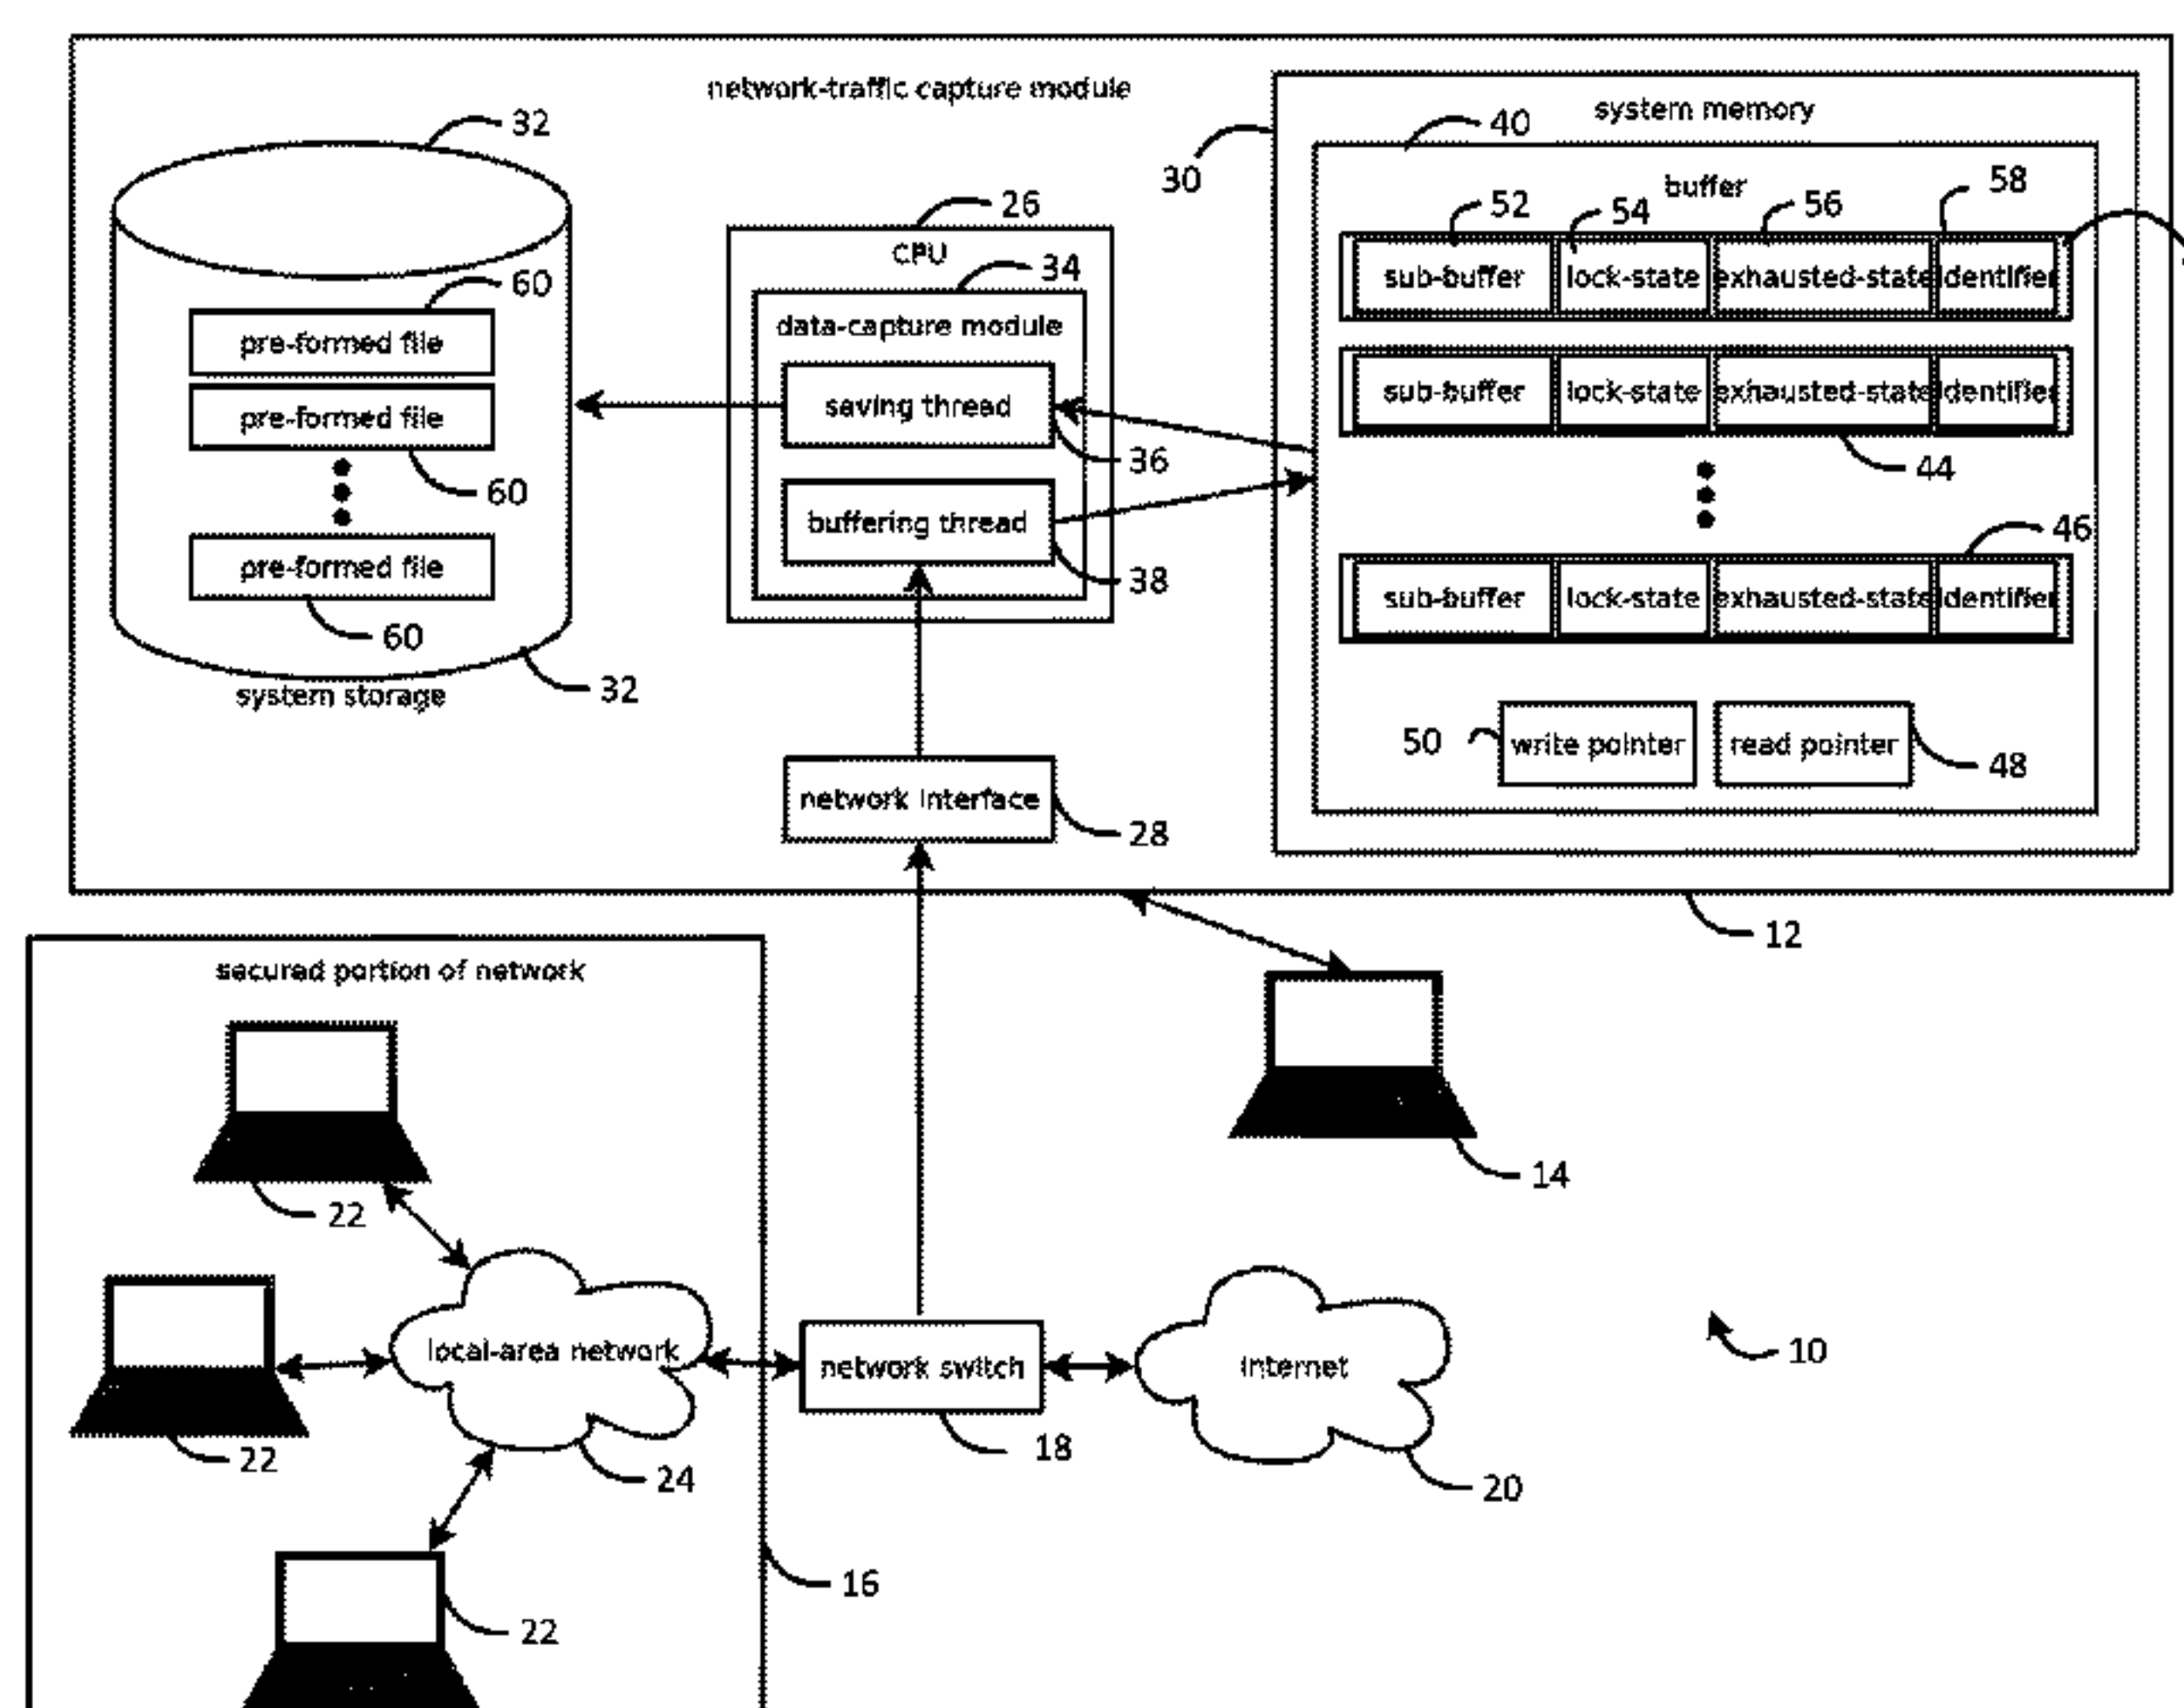 network-traffic capture module
system memory
32
40
30
buffer
58
26
52
54
56
CPU
34
sub-buffer lock-state exhausted-state identifier
60
data-capture module
pre-formed file
saving thread
sub-buffer lock-state exhausted-state identifier
pre-formed file
36
44
60
buffering thread
46
pre-formed file
38
sub-buffer lock-state exhausted-state identifier
60
32
system storage
50
write pointer
read pointer
48
network interface
28
12
secured portion of network
14
22
local-area network
network switch
internet
10
22
24
18
20
16
22